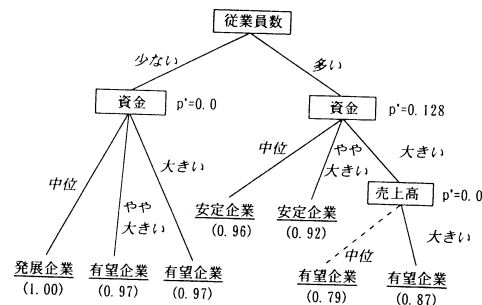 従業員数
少ない
多い
資金
p*=0.0
資金
p*=0.128
中位
やや
大きい
大きい
中位
やや
大きい
大きい
売上高
p*=0.0
安定企業
(0.96)
安定企業
(0.92)
中位
大きい
発展企業
(1.00)
有望企業
(0.97)
有望企業
(0.97)
有望企業
(0.79)
有望企業
(0.87)